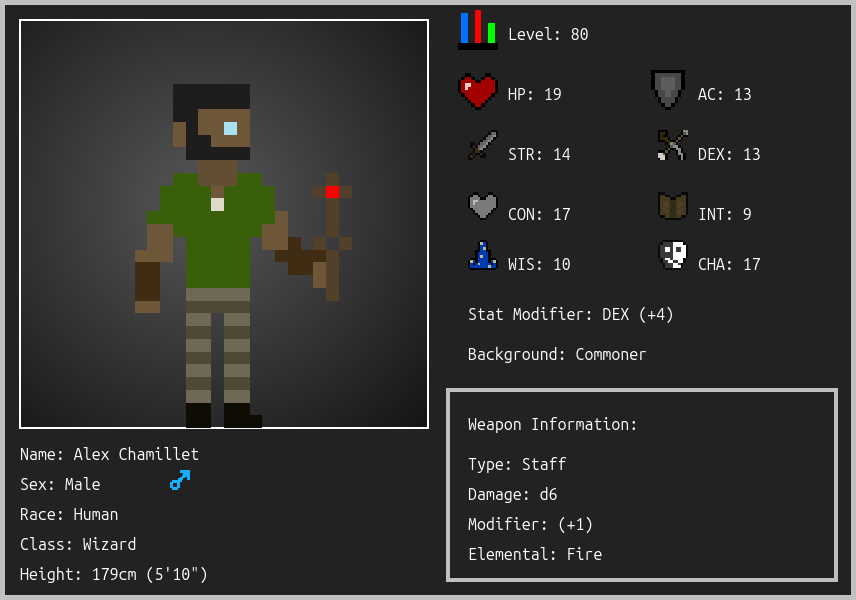 Level: 80
HP: 19
AC: 13
STR: 14
DEX: 13
CON: 17
INT: 9
WIS: 10
CHA: 17
Stat Modifier: DEX (+4)
Background: Commoner
Weapon Information:
Type: Staff
Damage: d6
Modifier: (+1)
Elemental: Fire
Name: Alex Chamillet
Sex: Male
Race: Human
Class: Wizard
Height: 179cm (5'10")